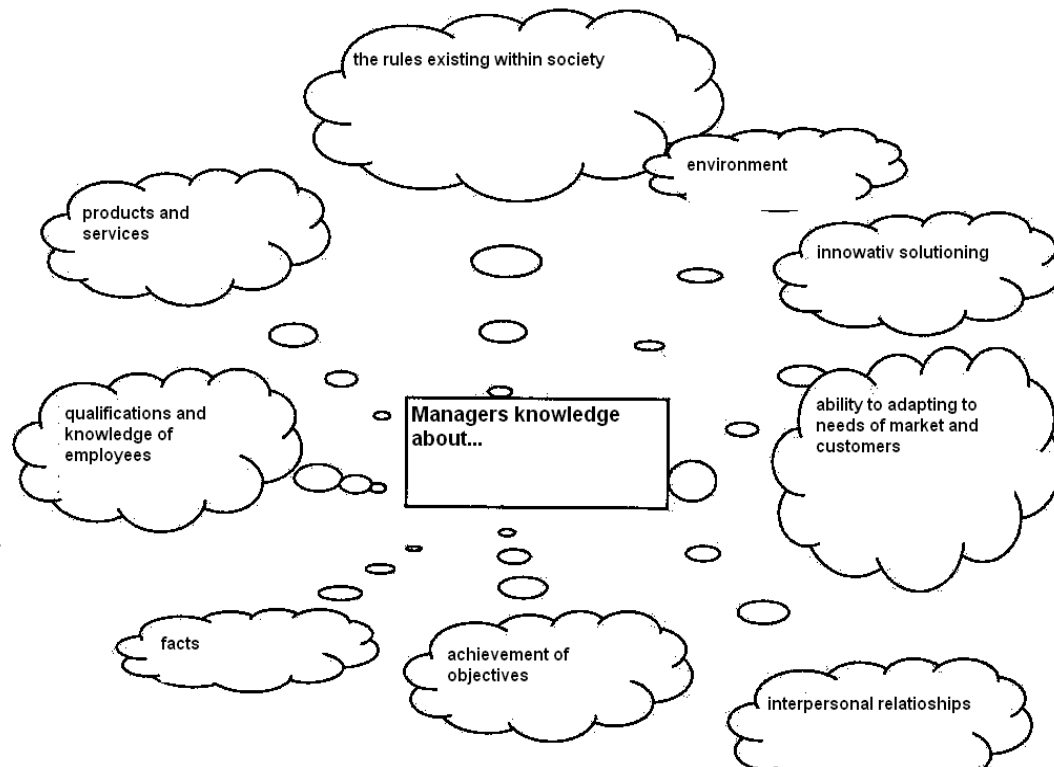 the rules existing within society
environment
products and
services
innowativ solutioning
qualifications and
knowledge of
employees
Managers knowledge
about...
ability to adapting to
needs of market and
customers
facts
achievement of
objectives
interpersonal relatioships